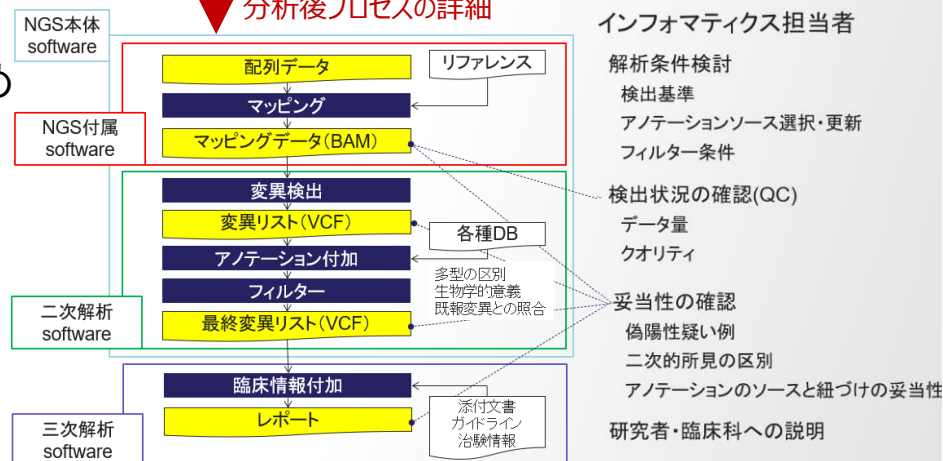 分析後プロセスの詳細
め
NGS本体
software
NGS付属
software
二次解析
software
三次解析
software
配列データ
リファレンス
マッピング
マッピングデータ(BAM)
変異検出
変異リスト(VCF)
各種DB
アノテーション付加
多型の区別
生物学的意義
既報変異との照合
フィルター
最終変異リスト(VCF)
臨床情報付加
レポート
添付文書
ガイドライン
治験情報
インフォマティクス担当者
解析条件検討
検出基準
アノテーションソース選択・更新
フィルター条件
検出状況の確認(QC)
データ量
クオリティ
妥当性の確認
偽陽性疑い例
二次的所見の区別
アノテーションのソースと紐づけの妥当性
研究者・臨床科への説明